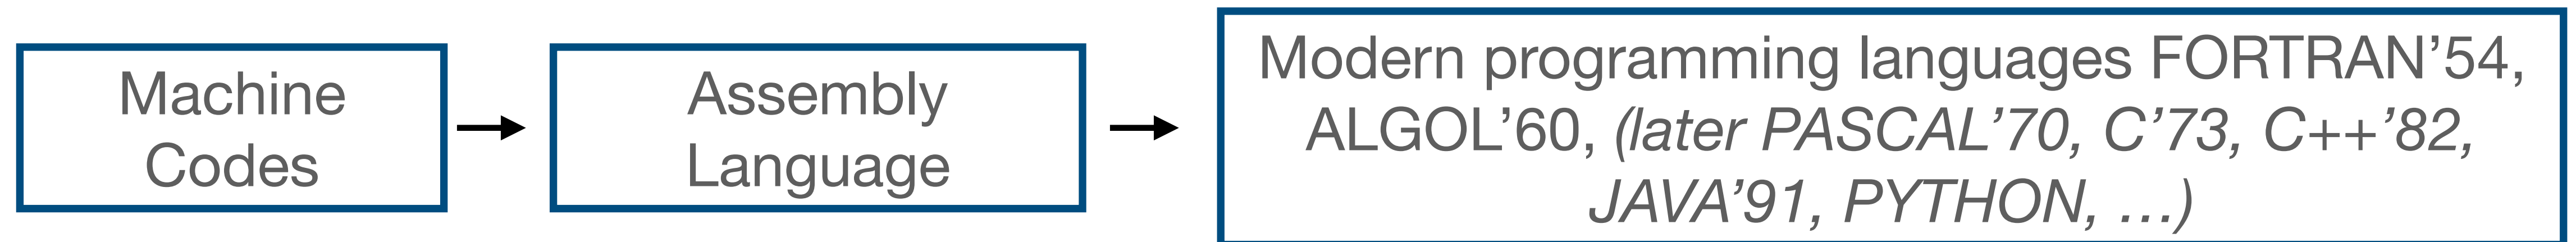 Machine
Codes
Assembly
Language
Modern programming languages FORTRAN’54,
ALGOL’60, (later PASCAL’70, C’73, C++’82,
JAVA’91, PYTHON, …)